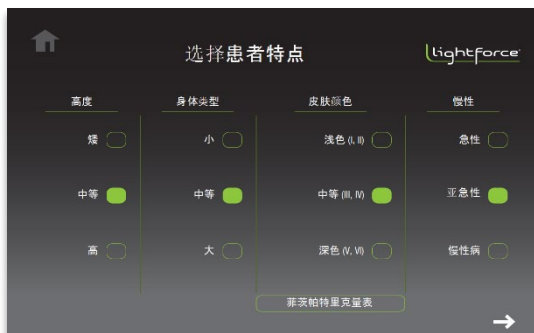 选择患者特点
lightforce
高度 身体类型 皮肤颜色 慢性
矮 小 浅色 (I, II) 急性
中等 中等 中等 (III, IV) 亚急性
高 大 深色 (V, VI) 慢性病
菲茨帕特里克量表